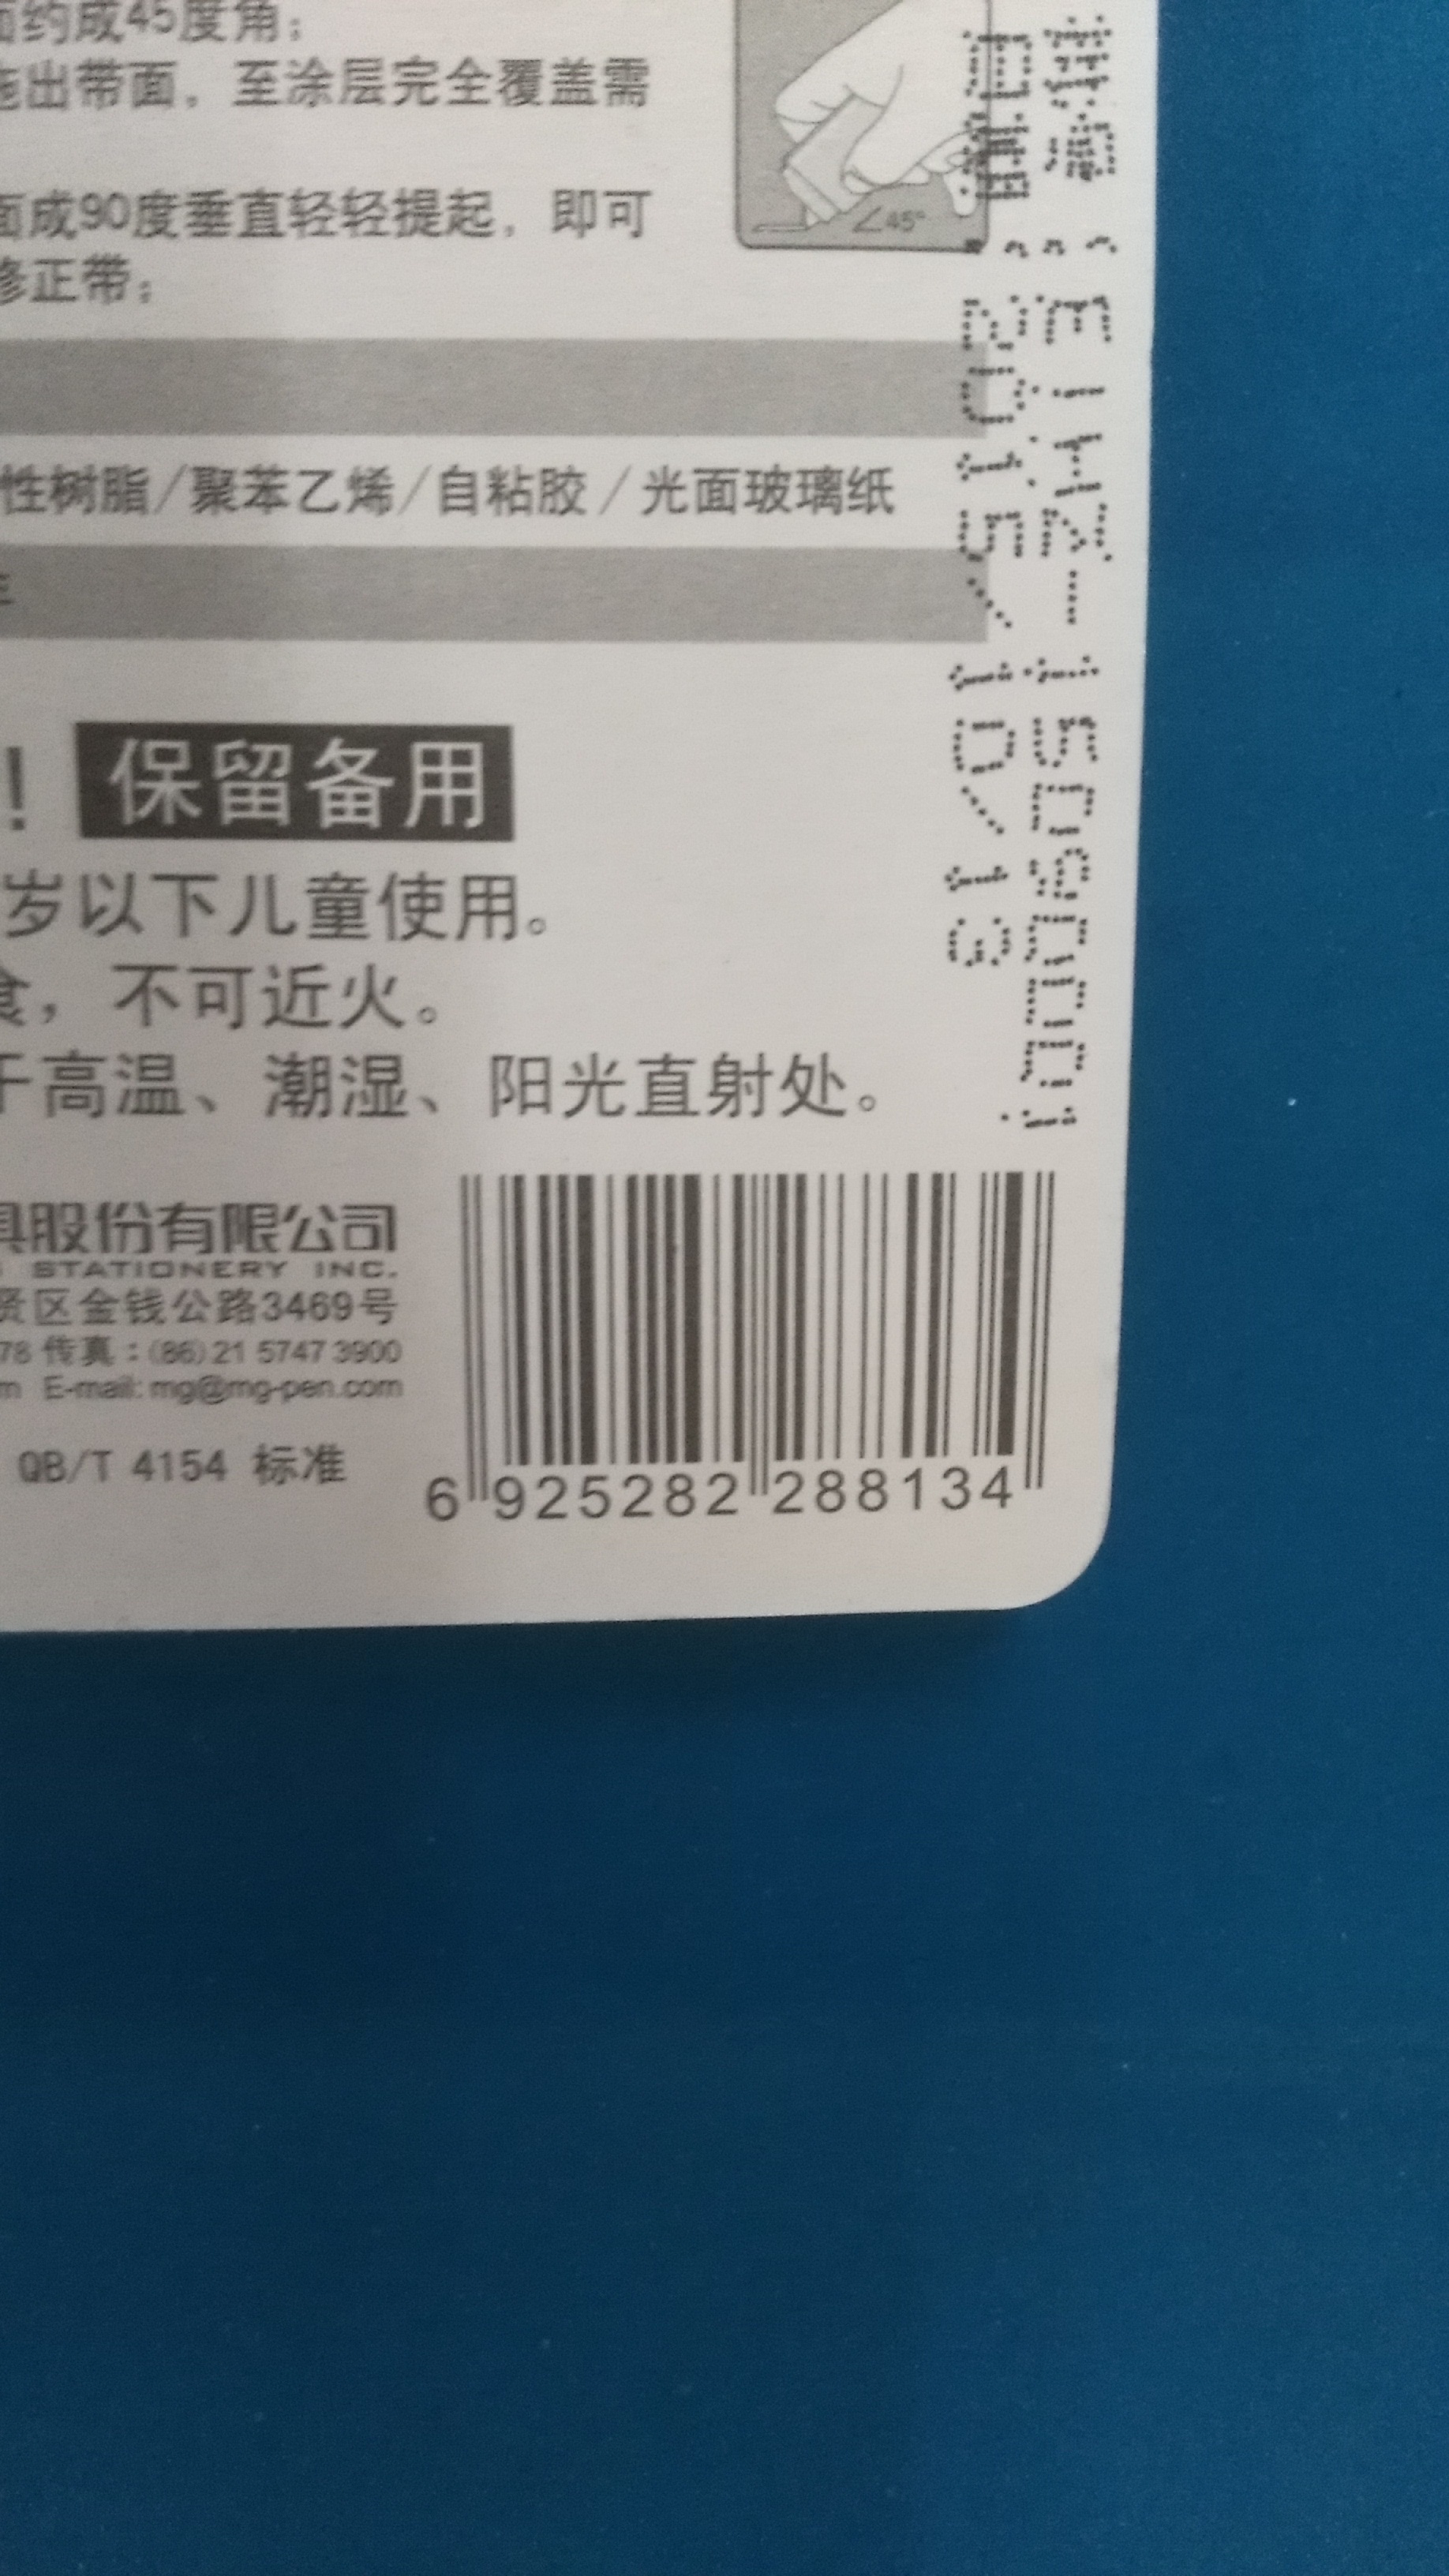 面约成45度角；
拖出带面，至涂层完全覆盖需
面成90度垂直轻轻提起，即可
修正带；
∠45°
性树脂/聚苯乙烯/自粘胶/光面玻璃纸
！ 保留备用
岁以下儿童使用。
食，不可近火。
于高温、潮湿、阳光直射处。
具股份有限公司
STATIONERY INC.
贤区金钱公路3469号
78 传真：(86)21 5747 3900
m E-mail: mg@mg-pen.com
QB/T 4154 标准
6 925282 288134
日期：2015/10/13